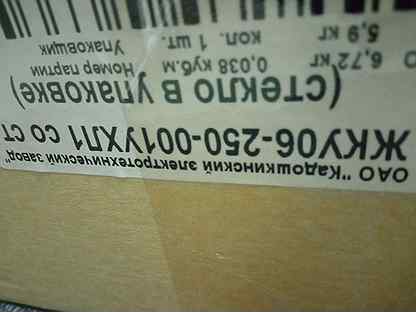 ОАО "Кадошкинский электротехнический завод"
ЖКУ06-250-001УХЛ1 СО СТ
(стекло в упаковке)
6,72 кг 0,038 куб.м Номер партии
5,9 кг Кол. 1 шт. Упаковщик